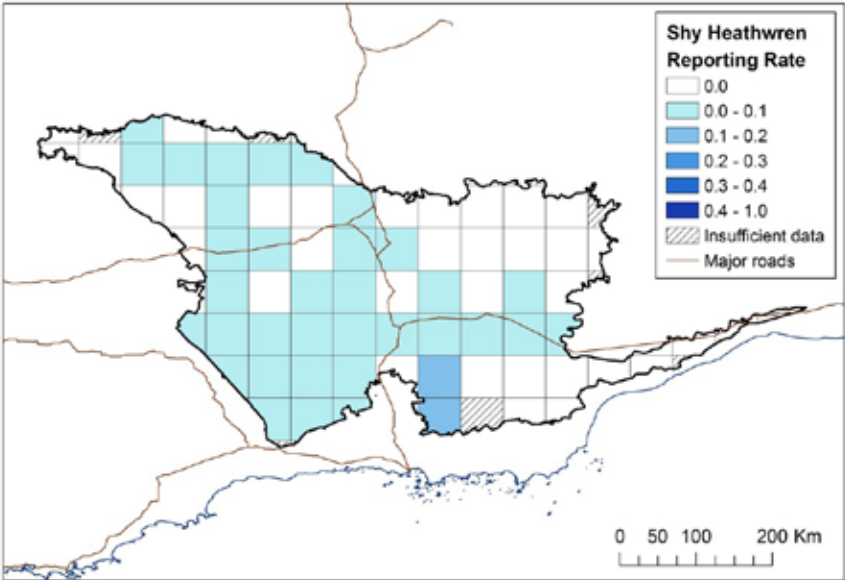 Shy Heathwren
Reporting Rate
0.0
0.0 - 0.1
0.1 - 0.2
0.2 - 0.3
0.3 - 0.4
0.4 - 1.0
Insufficient data
Major roads
0 50 100 200 Km